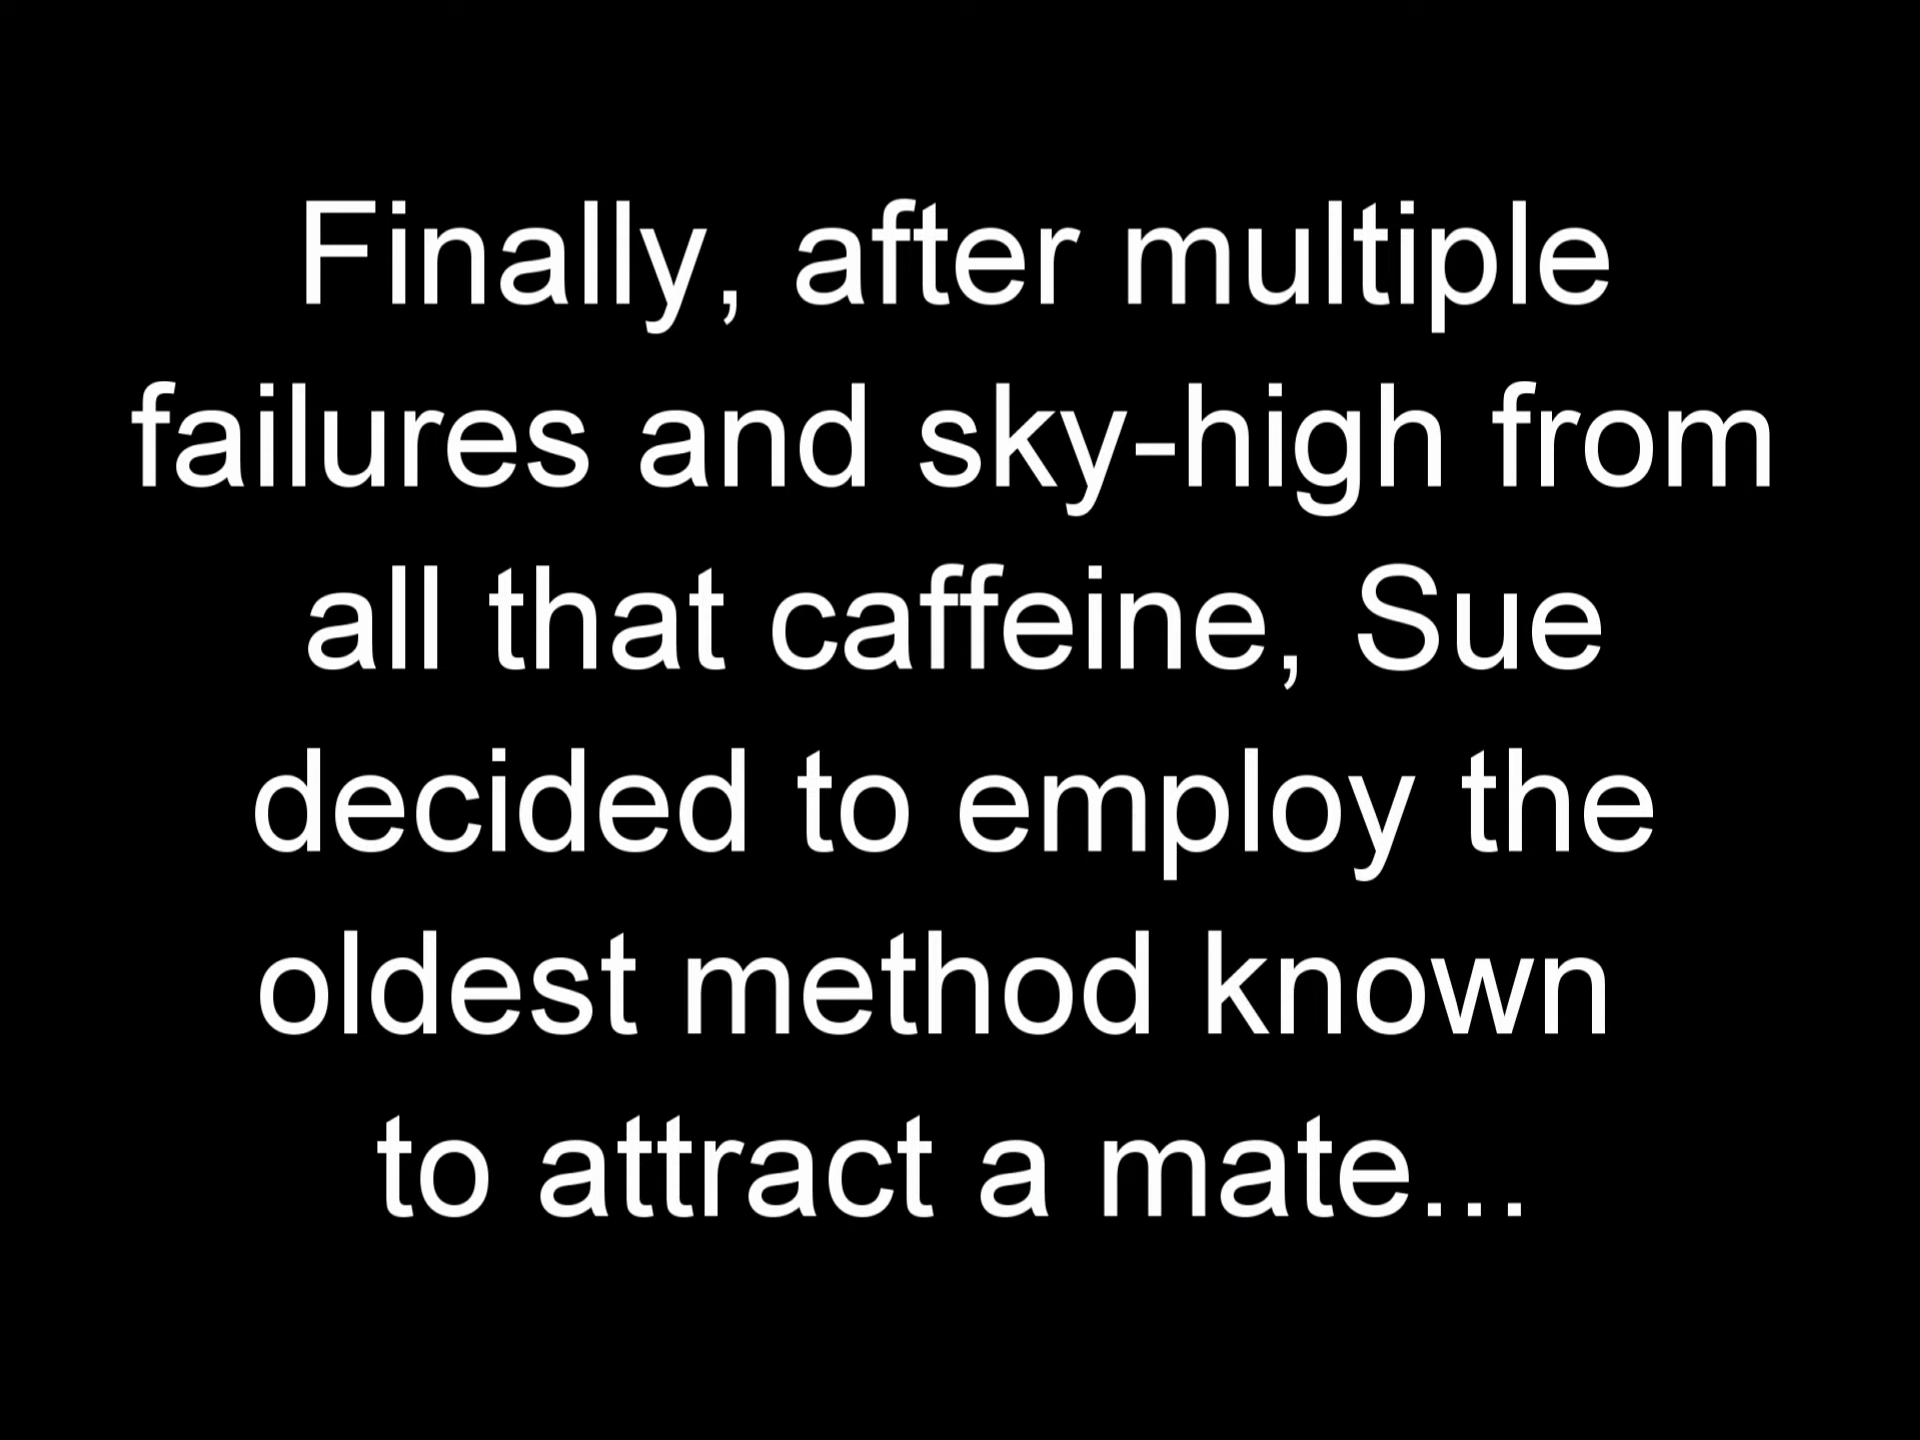 Finally, after multiple
failures and sky-high from
all that caffeine, Sue
decided to employ the
oldest method known
to attract a mate...